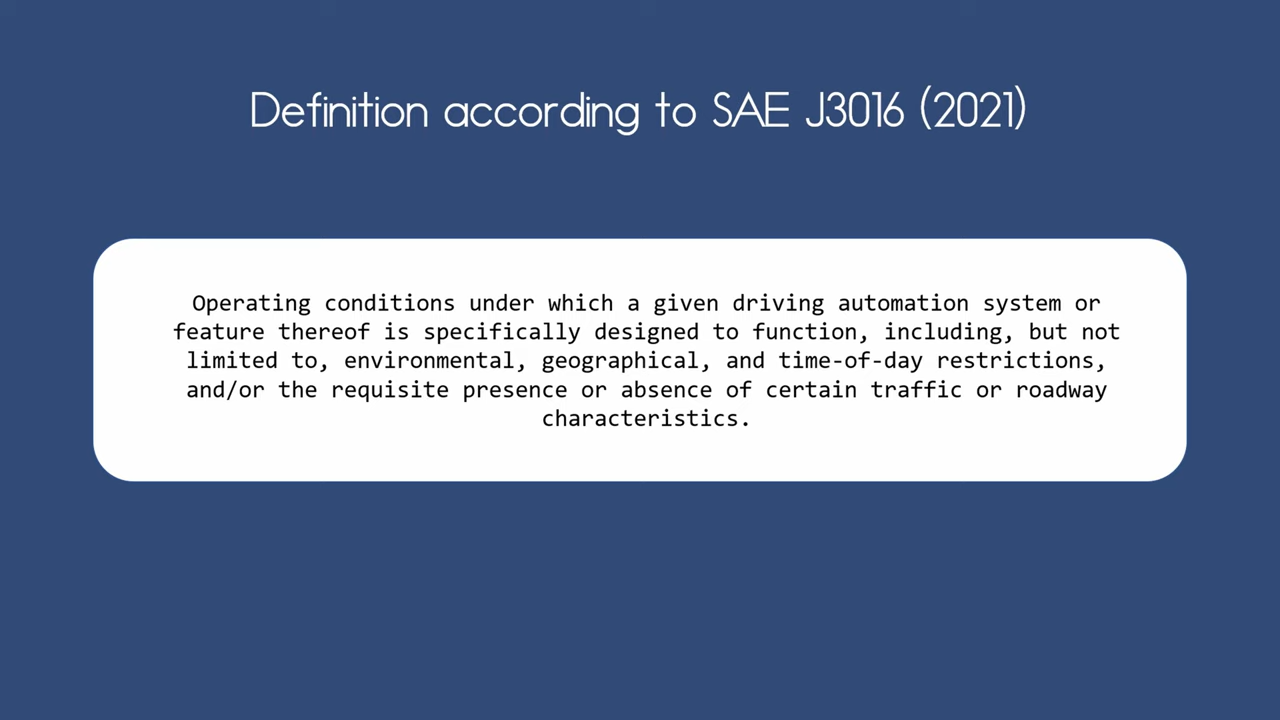 Definition according to SAE J3016 (2021)
Operating conditions under which a given driving automation system or
feature thereof is specifically designed to function, including, but not
limited to, environmental, geographical, and time-of-day restrictions,
and/or the requisite presence or absence of certain traffic or roadway
characteristics.